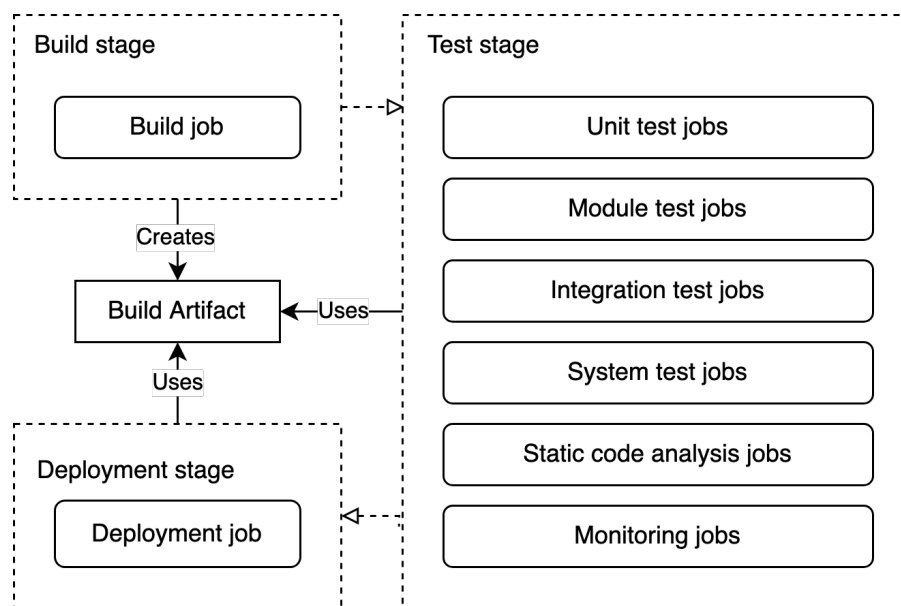 Build stage
Build job
Creates
Build Artifact
Uses
Uses
Deployment stage
Deployment job
Test stage
Unit test jobs
Module test jobs
Integration test jobs
System test jobs
Static code analysis jobs
Monitoring jobs